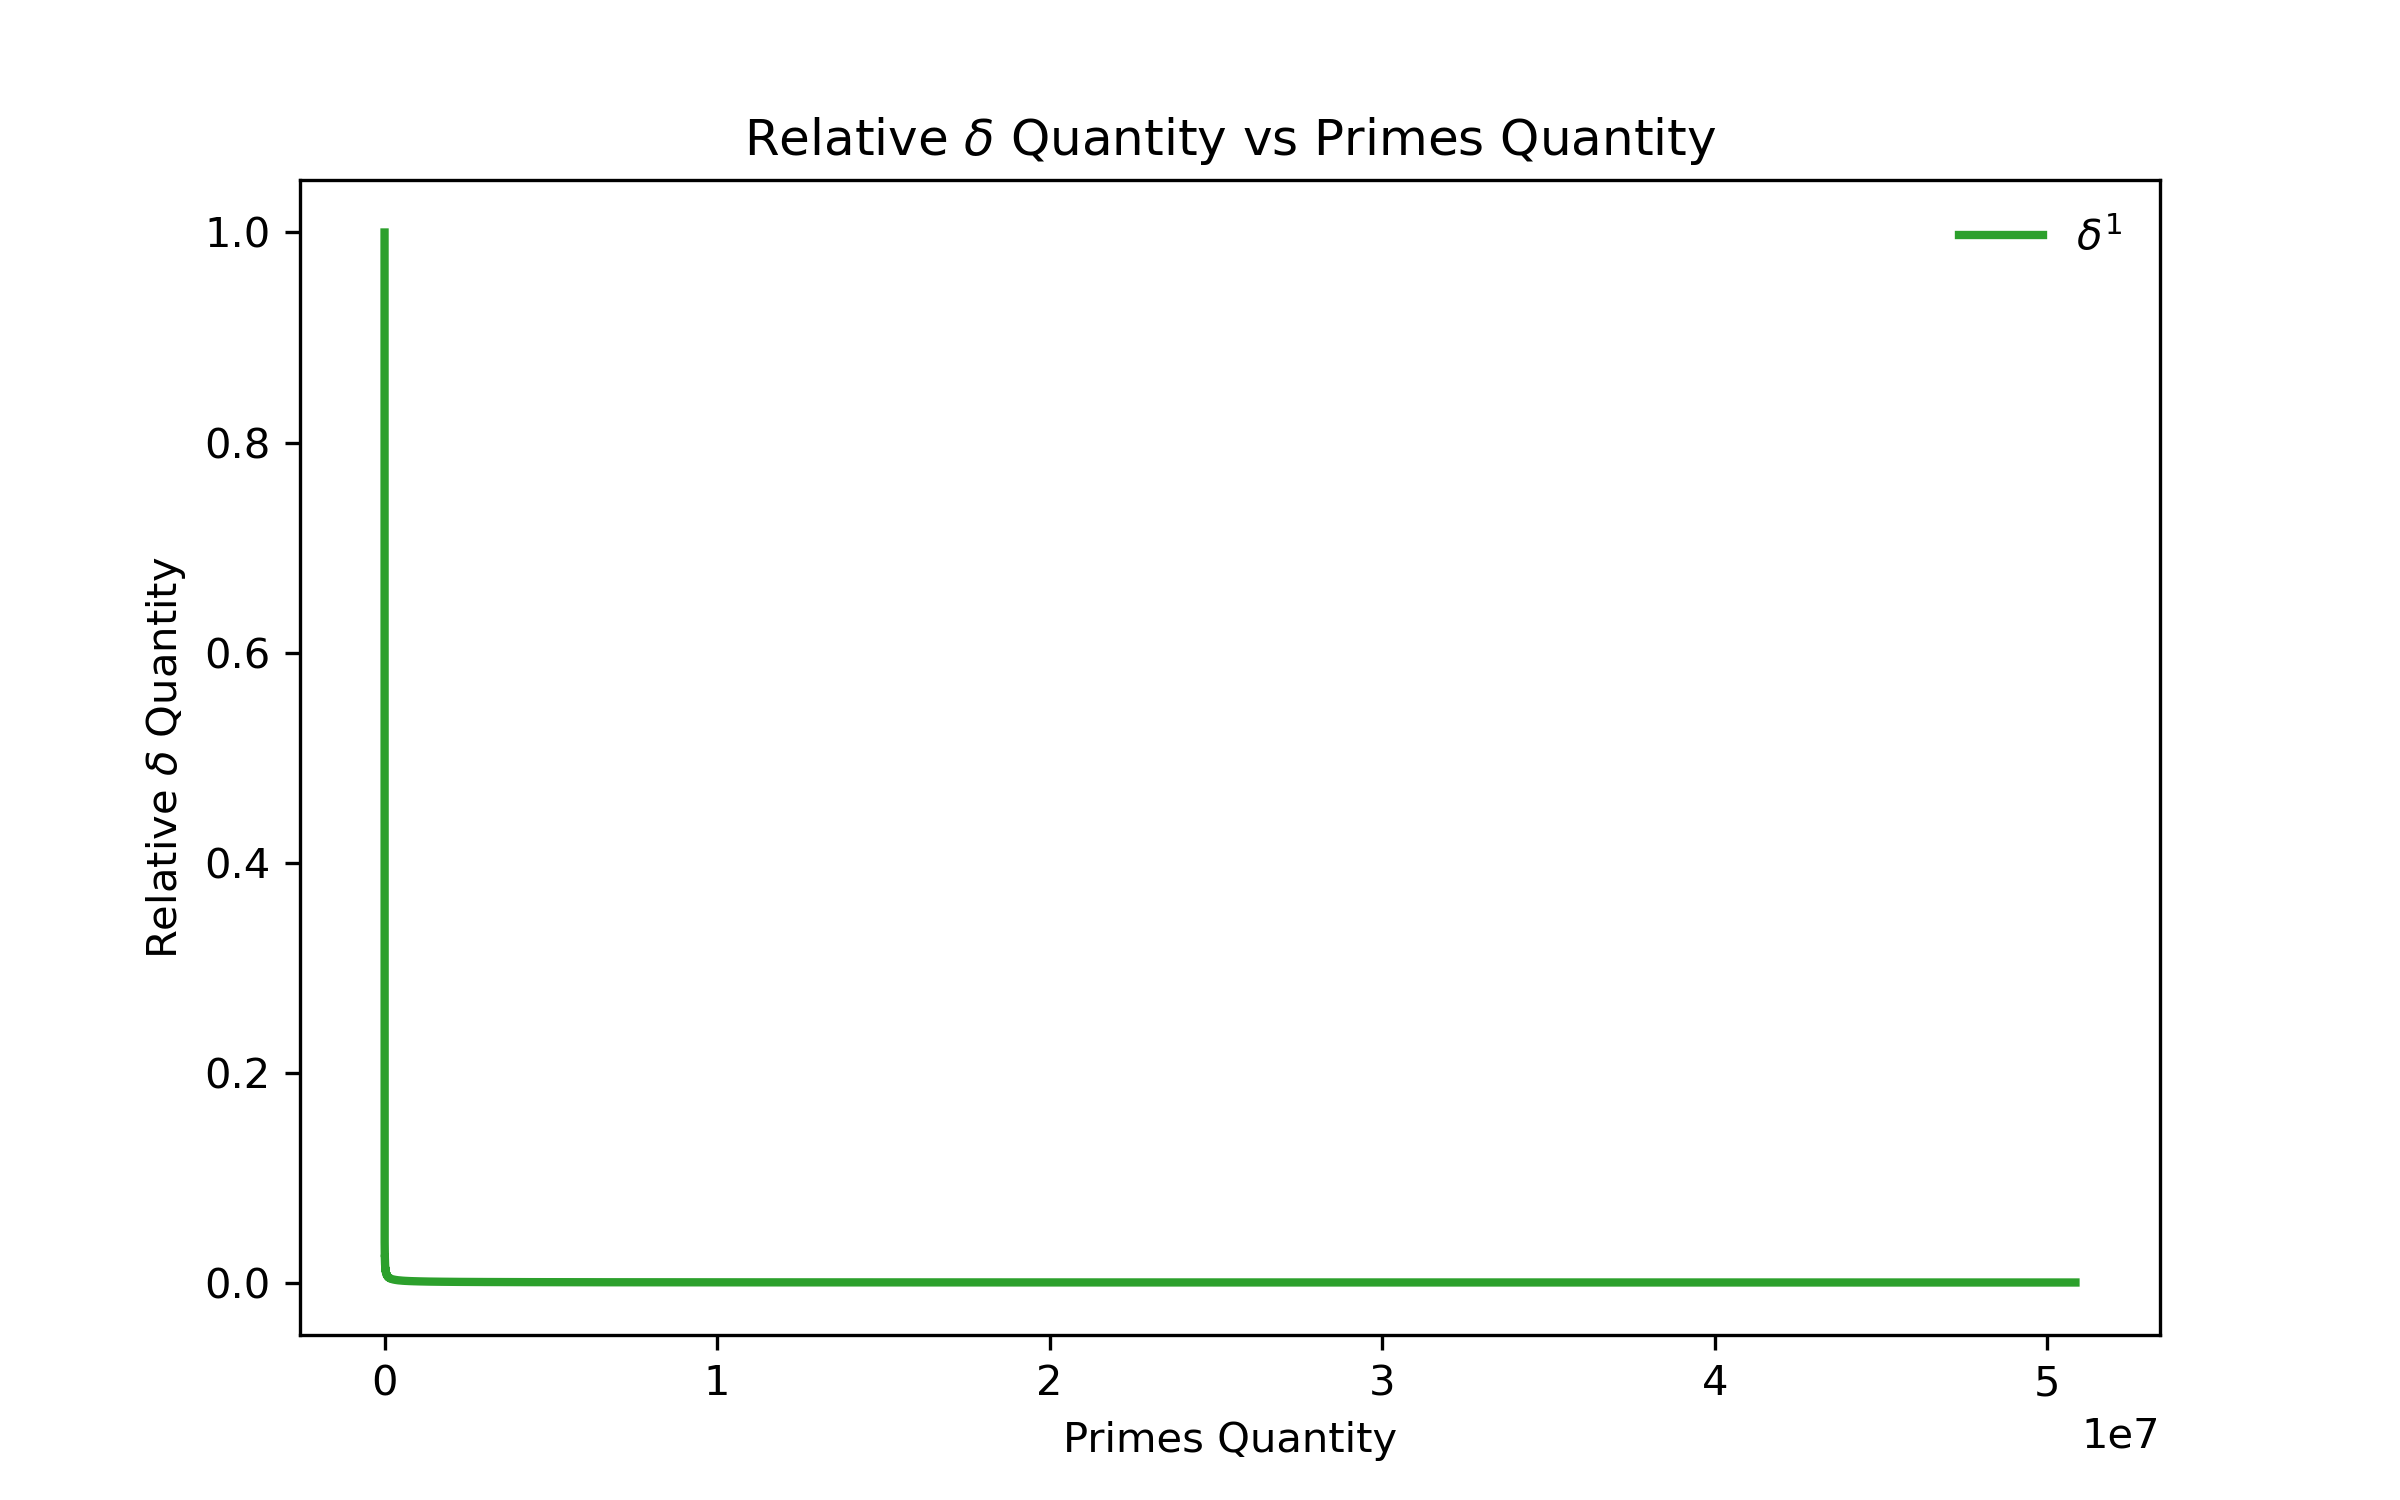 Relative δ Quantity vs Primes Quantity
δ¹
1.0
0.8
0.6
0.4
0.2
0.0
Relative δ Quantity
0 1 2 3 4 5
1e7
Primes Quantity